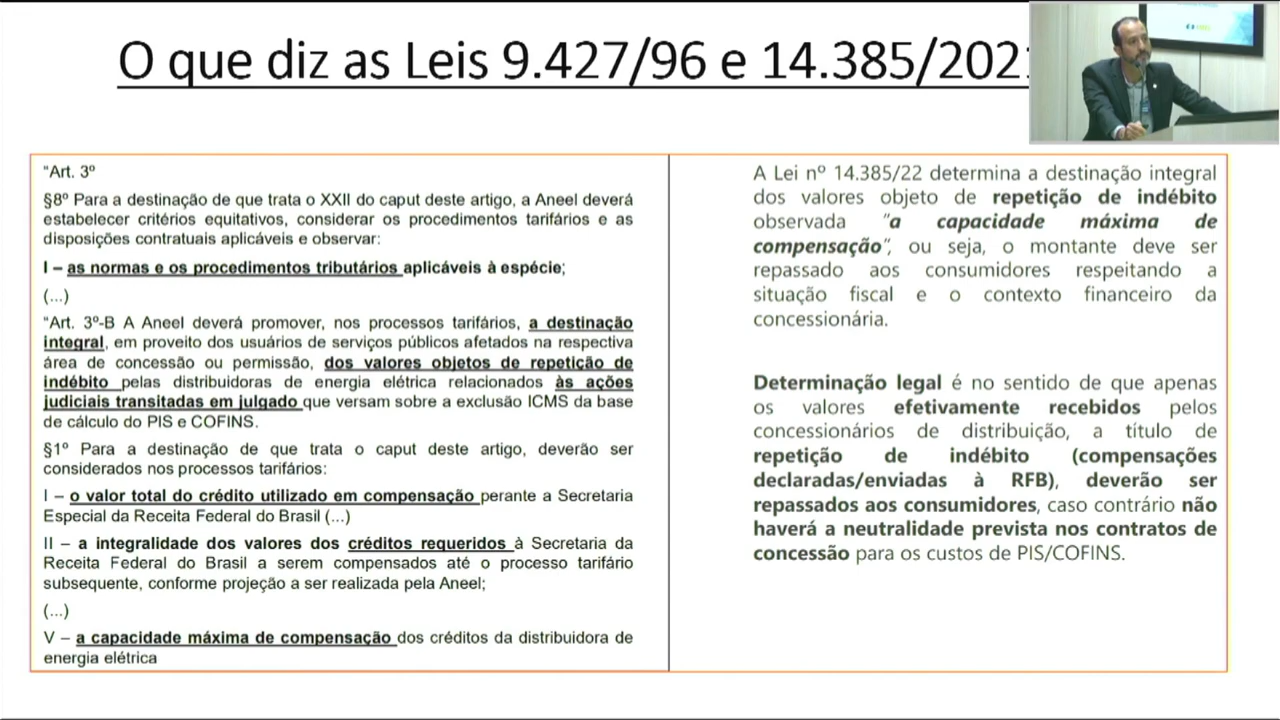 O que diz as Leis 9.427/96 e 14.385/202
“Art. 3º
§8º Para a destinação de que trata o XXII do caput deste artigo, a Aneel deverá
estabelecer critérios equitativos, considerar os procedimentos tarifários e as
disposições contratuais aplicáveis e observar:
I – as normas e os procedimentos tributários aplicáveis à espécie;
(...)
“Art. 3º-B A Aneel deverá promover, nos processos tarifários, a destinação
integral, em proveito dos usuários de serviços públicos afetados na respectiva
área de concessão ou permissão, dos valores objetos de repetição de
indébito pelas distribuidoras de energia elétrica relacionados às ações
judiciais transitadas em julgado que versam sobre a exclusão ICMS da base
de cálculo do PIS e COFINS.
§1º Para a destinação de que trata o caput deste artigo, deverão ser
considerados nos processos tarifários:
I – o valor total do crédito utilizado em compensação perante a Secretaria
Especial da Receita Federal do Brasil (...)
II – a integralidade dos valores dos créditos requeridos à Secretaria da
Receita Federal do Brasil a serem compensados até o processo tarifário
subsequente, conforme projeção a ser realizada pela Aneel;
(...)
V – a capacidade máxima de compensação dos créditos da distribuidora de
energia elétrica
A Lei nº 14.385/22 determina a destinação integral
dos valores objeto de repetição de indébito
observada “a capacidade máxima de
compensação”, ou seja, o montante deve ser
repassado aos consumidores respeitando a
situação fiscal e o contexto financeiro da
concessionária.
Determinação legal é no sentido de que apenas
os valores efetivamente recebidos pelos
concessionários de distribuição, a título de
repetição de indébito (compensações
declaradas/enviadas à RFB), deverão ser
repassados aos consumidores, caso contrário não
haverá a neutralidade prevista nos contratos de
concessão para os custos de PIS/COFINS.